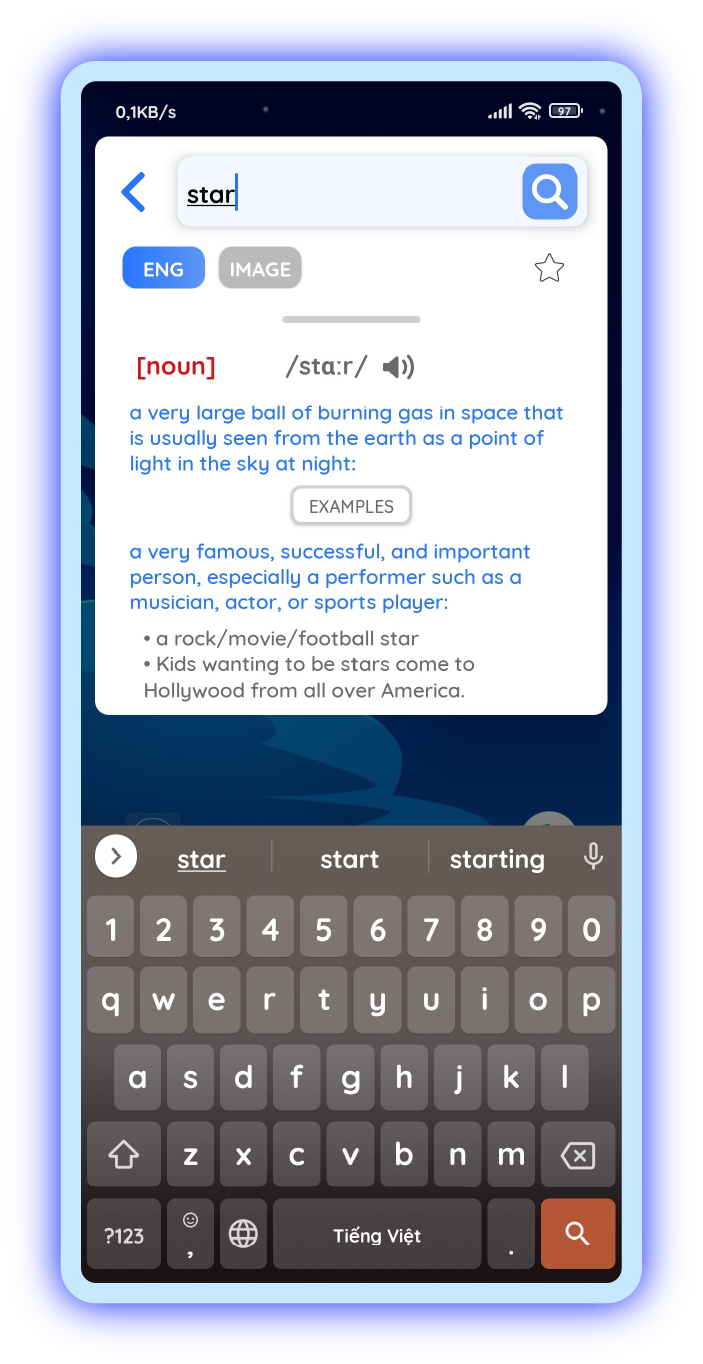 0,1KB/s 97
star
ENG IMAGE
[noun] /stɑːr/
a very large ball of burning gas in space that
is usually seen from the earth as a point of
light in the sky at night:
EXAMPLES
a very famous, successful, and important
person, especially a performer such as a
musician, actor, or sports player:
• a rock/movie/football star
• Kids wanting to be stars come to
Hollywood from all over America.
star start starting
1 2 3 4 5 6 7 8 9 0
q w e r t y u i o p
a s d f g h j k l
z x c v b n m
?123 , Tiếng Việt .